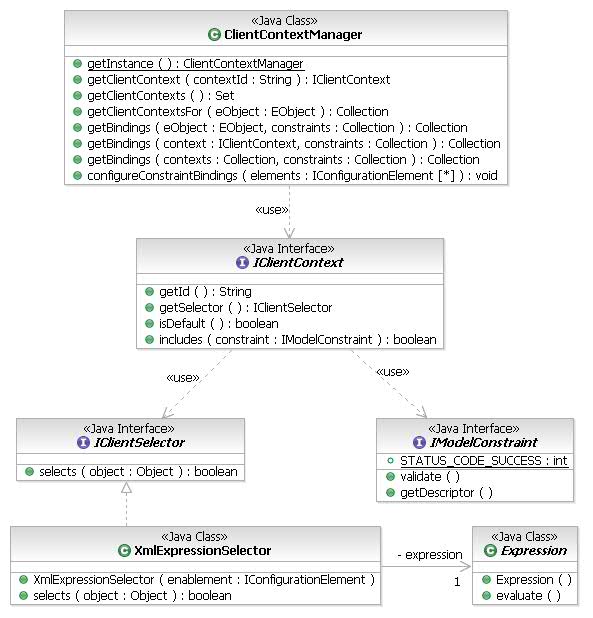 «Java Class»
C ClientContextManager
getInstance ( ) : ClientContextManager
getClientContext ( contextId : String ) : IClientContext
getClientContexts ( ) : Set
getClientContextsFor ( eObject : EObject ) : Collection
getBindings ( eObject : EObject, constraints : Collection ) : Collection
getBindings ( context : IClientContext, constraints : Collection ) : Collection
getBindings ( contexts : Collection, constraints : Collection ) : Collection
configureConstraintBindings ( elements : IConfigurationElement [*] ) : void
«use»
«Java Interface»
I IClientContext
getId ( ) : String
getSelector ( ) : IClientSelector
isDefault ( ) : boolean
includes ( constraint : IModelConstraint ) : boolean
«use»
«use»
«Java Interface»
I IClientSelector
selects ( object : Object ) : boolean
«Java Interface»
I IModelConstraint
STATUS_CODE_SUCCESS : int
validate ( )
getDescriptor ( )
«Java Class»
C XmlExpressionSelector
XmlExpressionSelector ( enablement : IConfigurationElement )
selects ( object : Object ) : boolean
- expression
1
«Java Class»
C Expression
Expression ( )
evaluate ( )